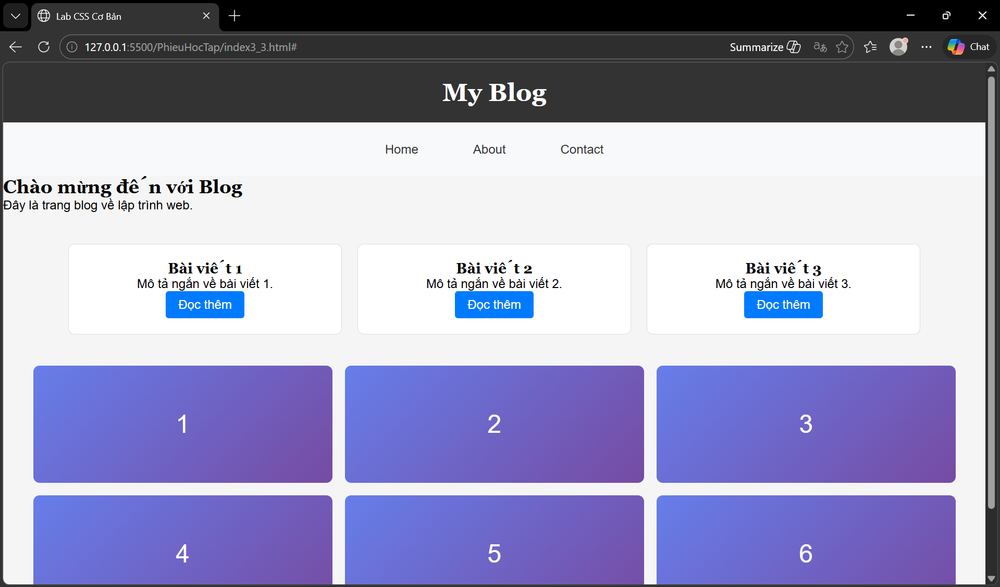 Lab CSS Cơ Bản
127.0.0.1:5500/PhieuHocTap/index3_3.html#
Summarize
Chat
My Blog
Home About Contact
Chào mừng đến với Blog
Đây là trang blog về lập trình web.
Bài viết 1
Mô tả ngắn về bài viết 1.
Đọc thêm
Bài viết 2
Mô tả ngắn về bài viết 2.
Đọc thêm
Bài viết 3
Mô tả ngắn về bài viết 3.
Đọc thêm
1
2
3
4
5
6